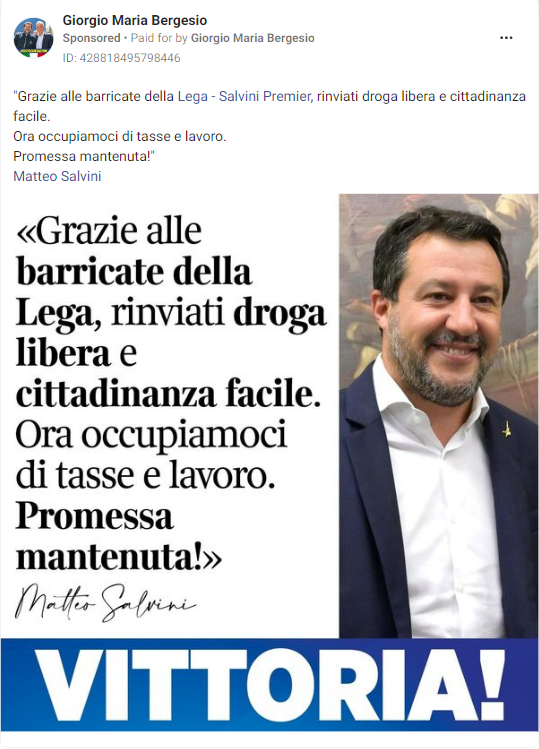 Giorgio Maria Bergesio
Sponsored • Paid for by Giorgio Maria Bergesio
ID: 428818495798446
"Grazie alle barricate della Lega - Salvini Premier, rinviati droga libera e cittadinanza
facile.
Ora occupiamoci di tasse e lavoro.
Promessa mantenuta!"
Matteo Salvini
«Grazie alle
barricate della
Lega, rinviati droga
libera e
cittadinanza facile.
Ora occupiamoci
di tasse e lavoro.
Promessa
mantenuta!»
Matteo Salvini
VITTORIA!